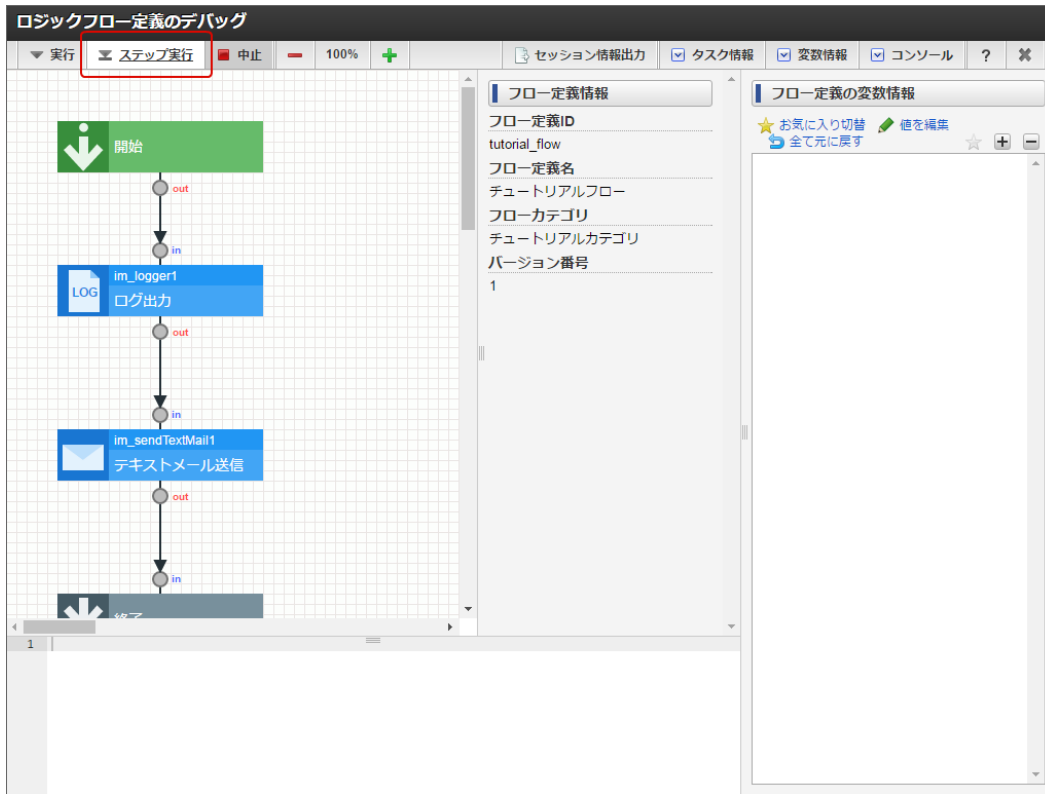 ロジックフロー定義のデバッグ
実行 ステップ実行 中止 100% セッション情報出力 タスク情報 変数情報 コンソール ?
開始
out
in
im_logger1
LOG
ログ出力
out
in
im_sendTextMail1
テキストメール送信
out
in
終了
フロー定義情報
フロー定義ID
tutorial_flow
フロー定義名
チュートリアルフロー
フローカテゴリ
チュートリアルカテゴリ
バージョン番号
1
フロー定義の変数情報
お気に入り切替 値を編集
全て元に戻す
1